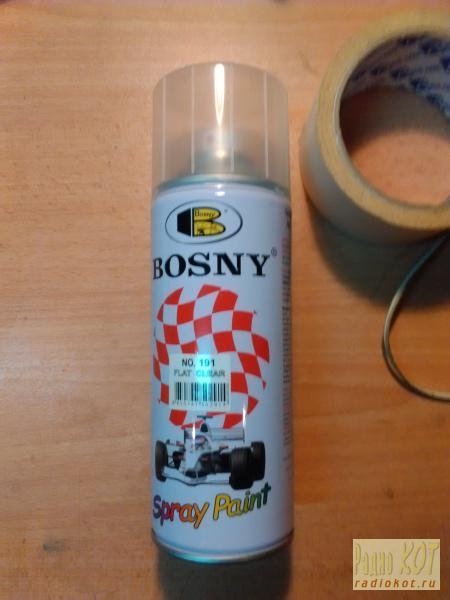 Bosny
BOSNY®
NO. 191
FLAT CLEAR
Spray Paint
Радио КОТ
radiokot.ru